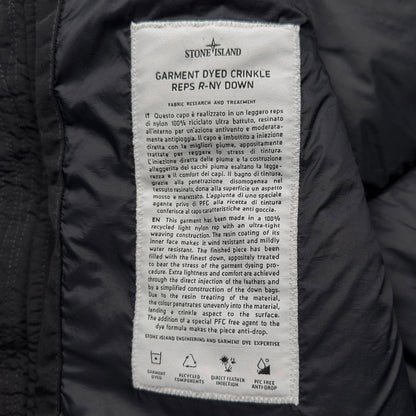 STONE ISLAND
GARMENT DYED CRINKLE
REPS R-NY DOWN
FABRIC RESEARCH AND TREATMENT
IT Questo capo è realizzato in un leggero reps
di nylon 100% riciclato ultra battuto, resinato
all'interno per un'azione antivento e moderata-
mente antipioggia. Il capo è imbottito a iniezione
diretta con la migliori piume, appositamente
trattate per reggere lo stress di tintura.
L'iniezione diretta delle piume e la costruzione
alleggerita dei sacchi piuma esaltano la legge-
rezza e il comfort dei capi. Il bagno di tintura,
grazie alla penetrazione disomogenea nel
tessuto resinato, dona alla superficie un aspetto
mosso e marezzato. L'aggiunta di uno speciale
agente privo di PFC alla ricetta di tintura
conferisce al capo caratteristiche anti goccia.
EN This garment has been made in a 100%
recycled light nylon rep with an ultra-tight
weaving construction. The resin coating of its
inner face makes it wind resistant and mildly
water resistant. The finished piece has been
filled with the finest down, appositely treated
to bear the stress of the garment dyeing proce-
dure. Extra lightness and comfort are achieved
through the direct injection of the feathers and
by a simplified construction of the down bags.
Due to the resin treating of the material,
the colour penetrates unevenly into the material,
landing a crinkle aspect to the surface.
The addition of a special PFC free agent to the
dye formula makes the piece anti-drop.
STONE ISLAND ENGINEERING AND GARMENT DYE EXPERTISE
GARMENT
DYED
RECYCLED
COMPONENTS
DIRECT FEATHER
INJECTION
PFC FREE
ANTI-DROP